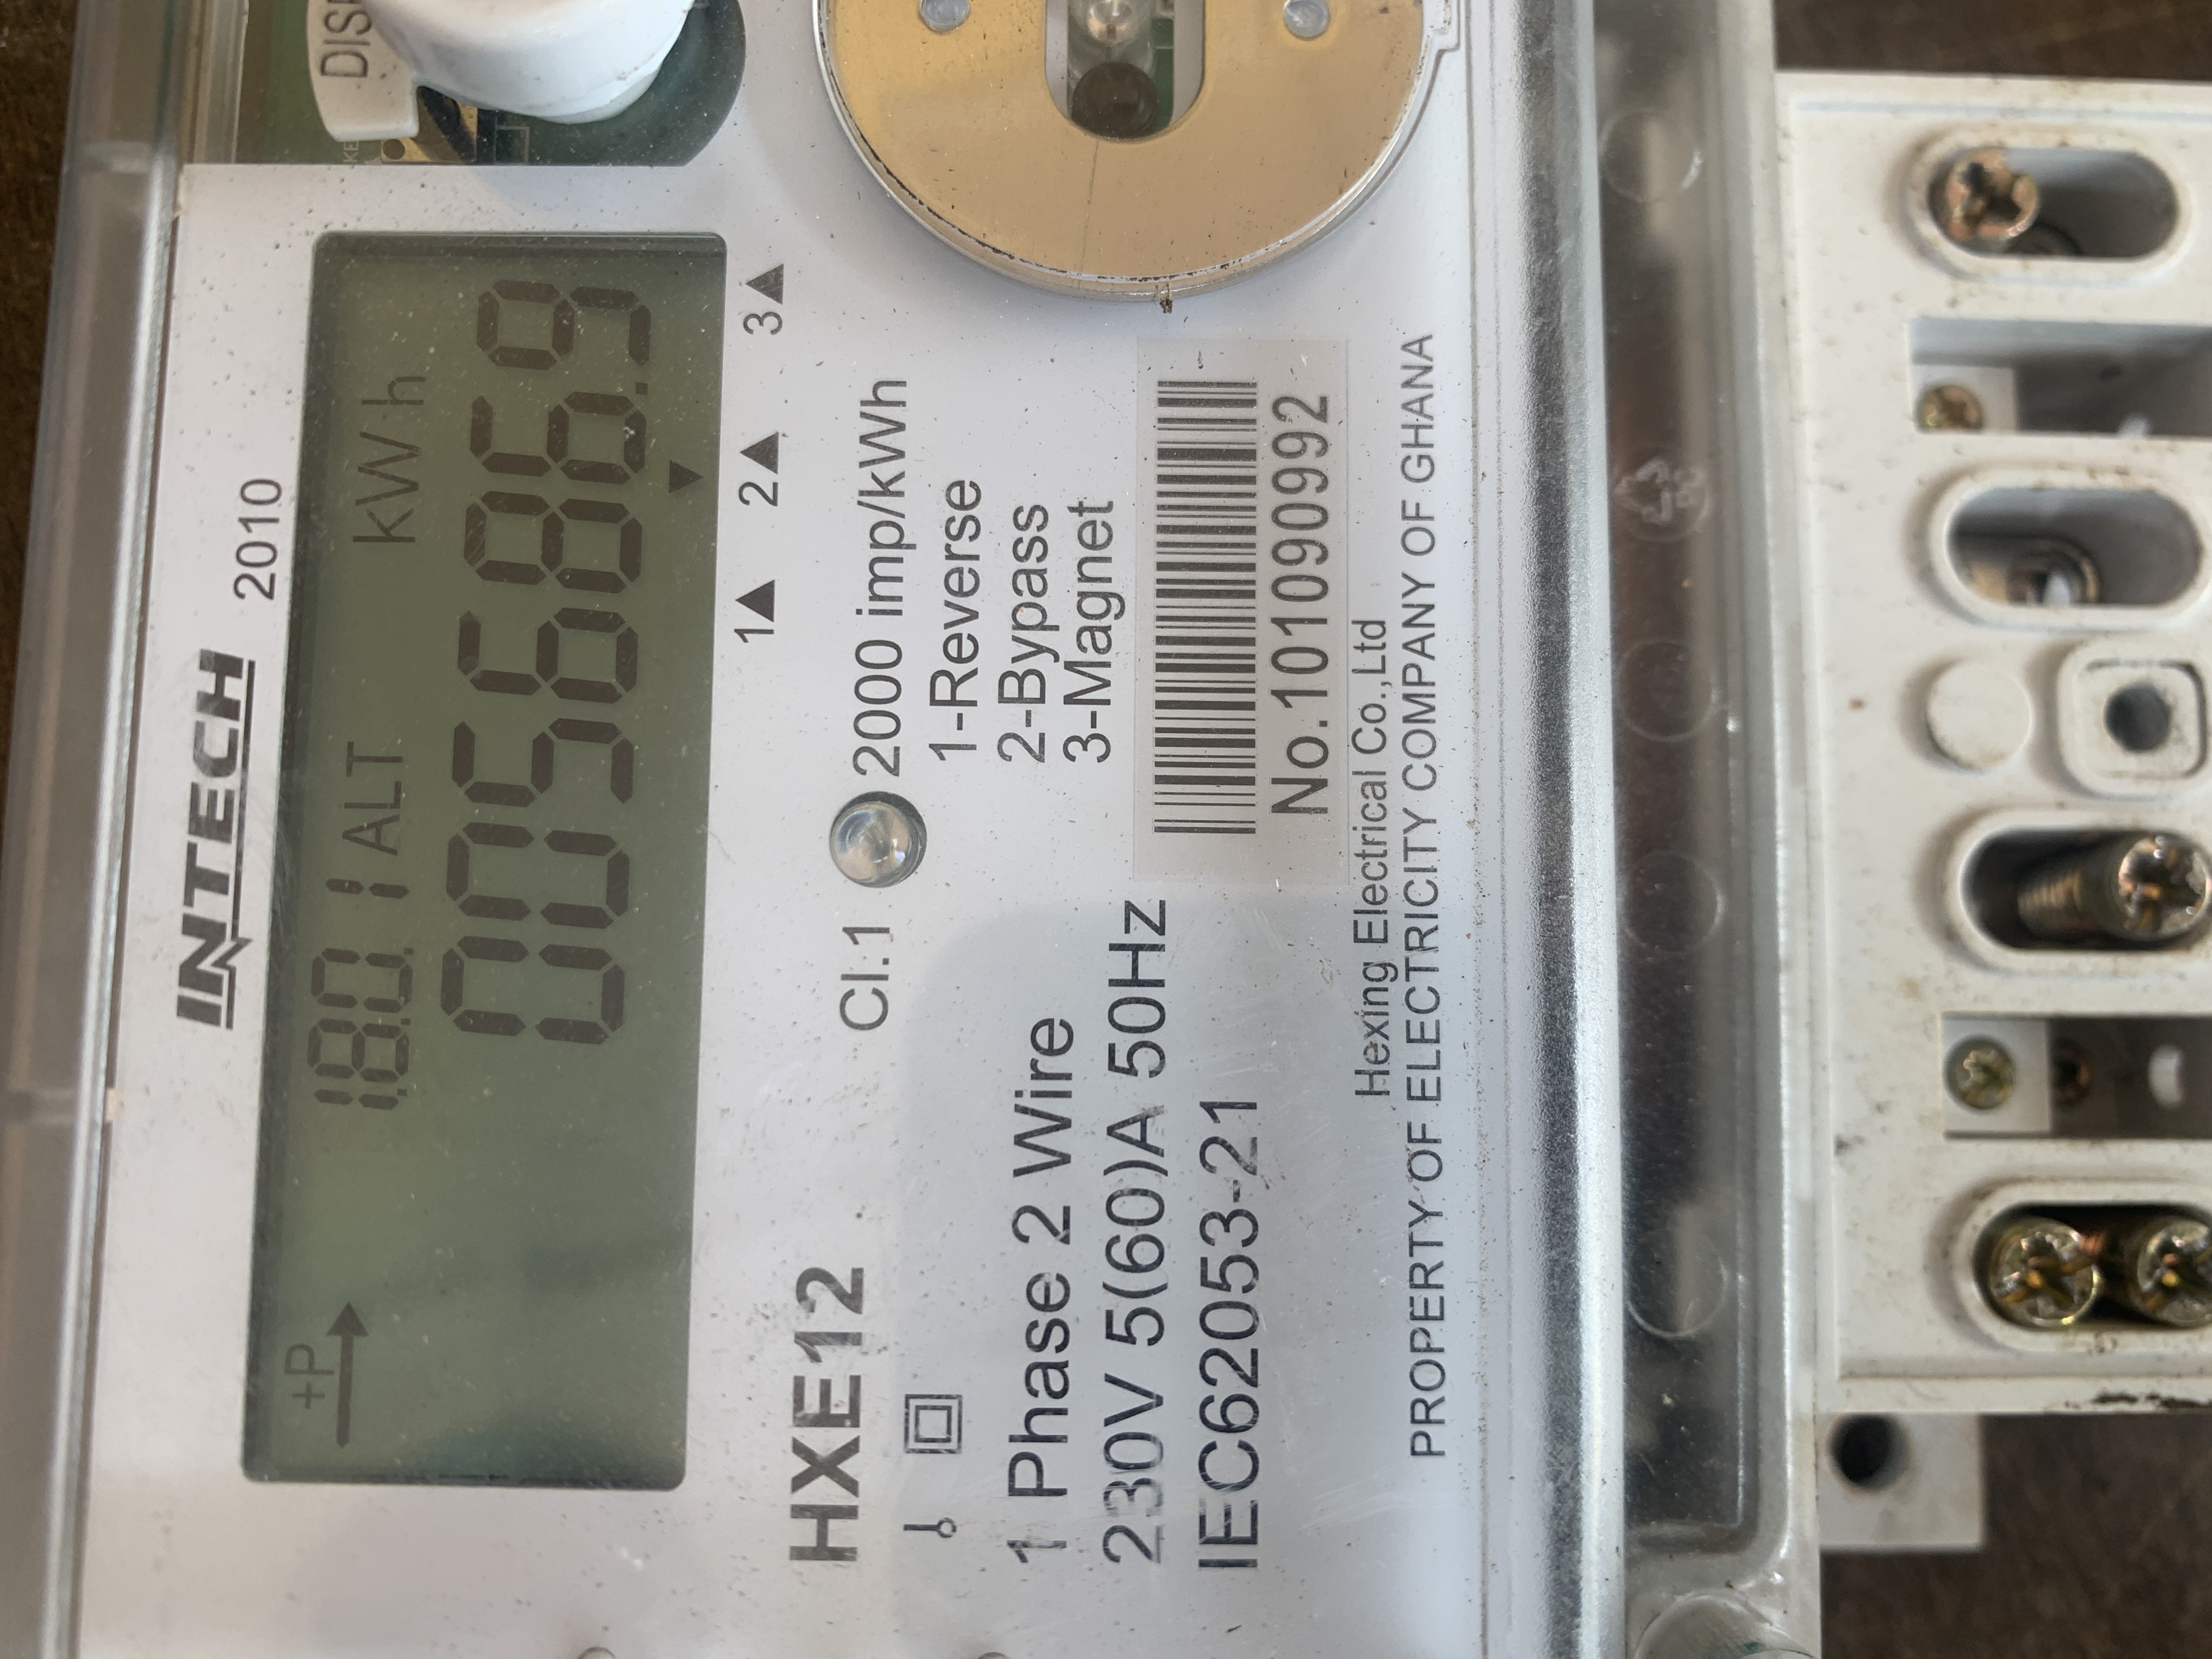 INTECH 2010
+P 1.8.0.1 ALT kWh
005686.9
1▲ 2▲ 3▲
HXE12
Cl.1 2000 imp/kWh
1-Reverse
2-Bypass
3-Magnet
1 Phase 2 Wire
230V 5(60)A 50Hz
IEC62053-21
No.101090992
Hexing Electrical Co.,Ltd
PROPERTY OF ELECTRICITY COMPANY OF GHANA
PC